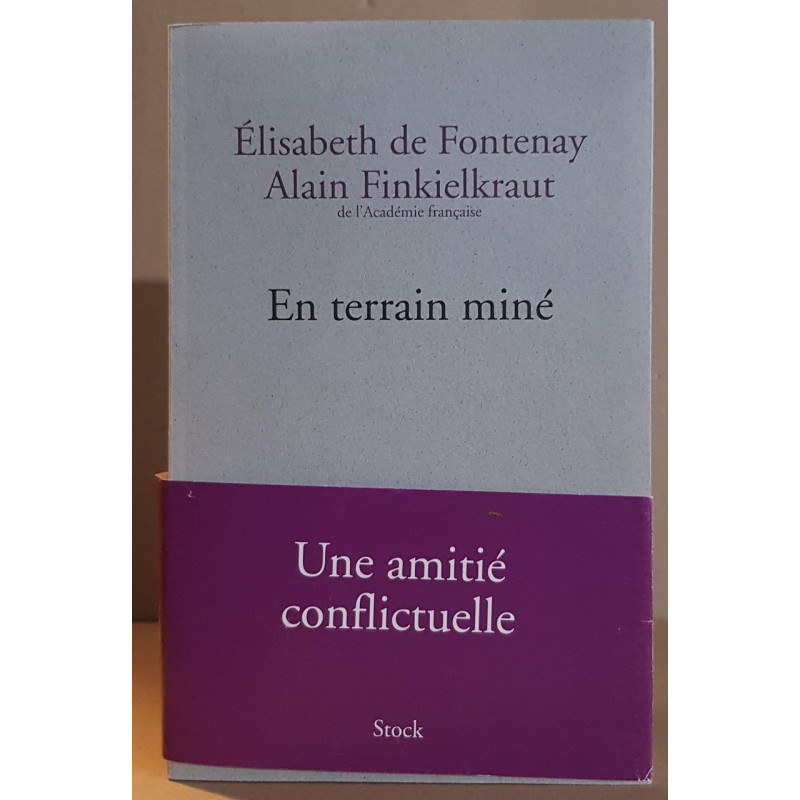 Élisabeth de Fontenay
Alain Finkielkraut
de l'Académie française
En terrain miné
Une amitié
conflictuelle
Stock